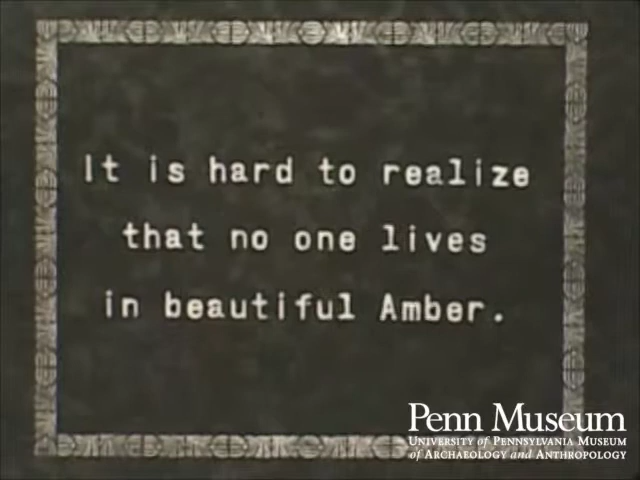 It is hard to realize
that no one lives
in beautiful Amber.
Penn Museum
University of Pennsylvania Museum
of Archaeology and Anthropology